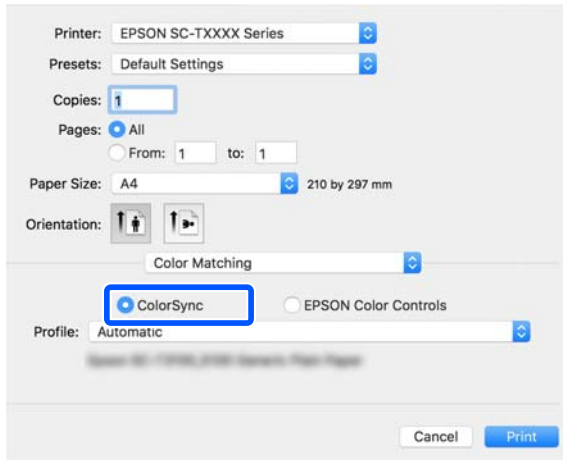 Printer: EPSON SC-TXXXX Series
Presets: Default Settings
Copies: 1
Pages: All
From: 1 to: 1
Paper Size: A4 210 by 297 mm
Orientation:
Color Matching
ColorSync EPSON Color Controls
Profile: Automatic
Cancel Print